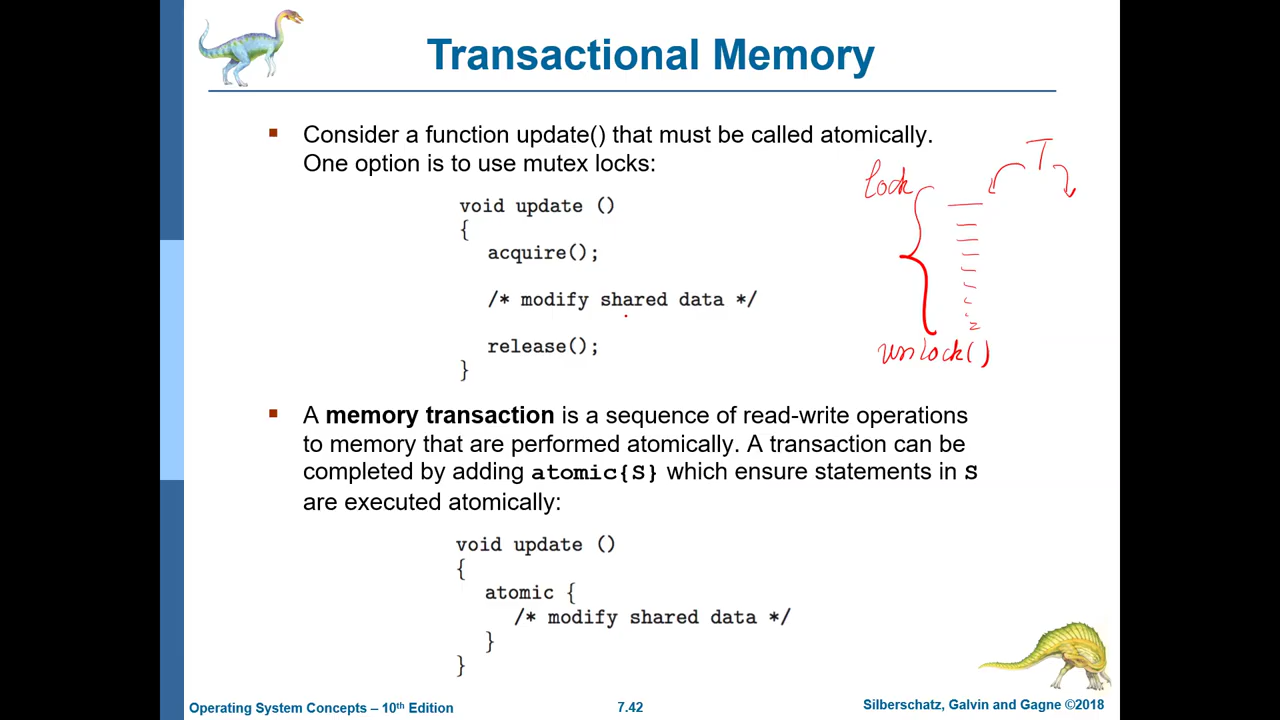 Transactional Memory
Consider a function update() that must be called atomically.
One option is to use mutex locks:
T
lock
void update ()
{
acquire();
/* modify shared data */
release();
unlock()
}
A memory transaction is a sequence of read-write operations
to memory that are performed atomically. A transaction can be
completed by adding atomic{S} which ensure statements in S
are executed atomically:
void update ()
{
atomic {
/* modify shared data */
}
}
Operating System Concepts – 10th Edition
7.42
Silberschatz, Galvin and Gagne ©2018